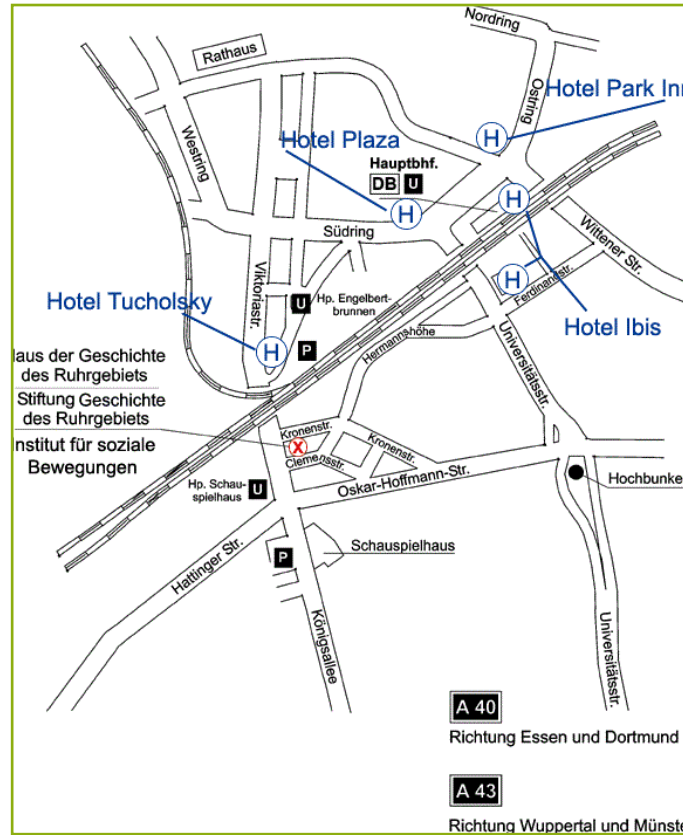 Nordring
Rathaus
Ostring
Hotel Park Inn
Westring
Hotel Plaza
Hauptbhf.
DB U
H
H
H
Südring
Wittener Str.
Viktoriastr.
H
Ferdinandstr.
Hotel Tucholsky
U
Hp. Engelbert-
brunnen
Hotel Ibis
H
P
Hermannshöhe
Universitätsstr.
Haus der Geschichte
des Ruhrgebiets
Stiftung Geschichte
des Ruhrgebiets
Institut für soziale
Bewegungen
Kronenstr.
X
Clemensstr.
Kronenstr.
Hp. Schau-
spielhaus
U
Oskar-Hoffmann-Str.
Hochbunke
Schauspielhaus
P
Hattinger Str.
Königsallee
Universitätsstr.
A 40
Richtung Essen und Dortmund
A 43
Richtung Wuppertal und Münste